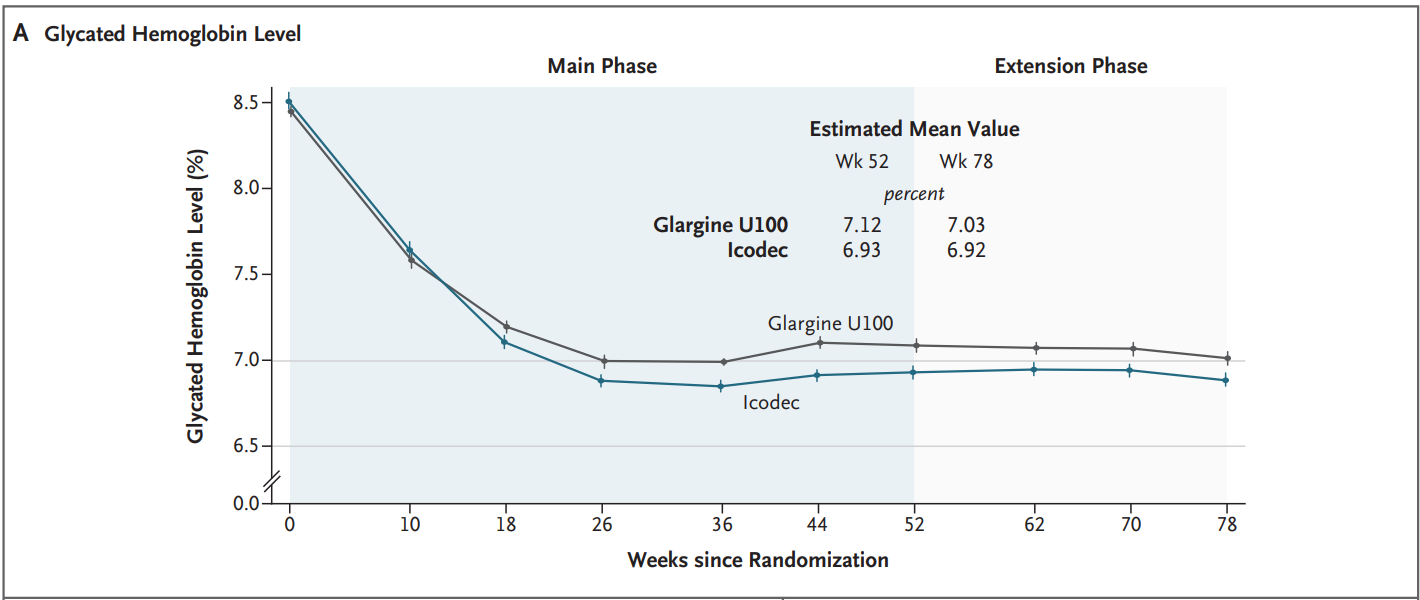 A Glycated Hemoglobin Level
Main Phase Extension Phase
Estimated Mean Value
Wk 52 Wk 78
percent
Glargine U100 7.12 7.03
Icodec 6.93 6.92
Glycated Hemoglobin Level (%)
8.5
8.0
7.5
7.0
6.5
0.0
Glargine U100
Icodec
0 10 18 26 36 44 52 62 70 78
Weeks since Randomization